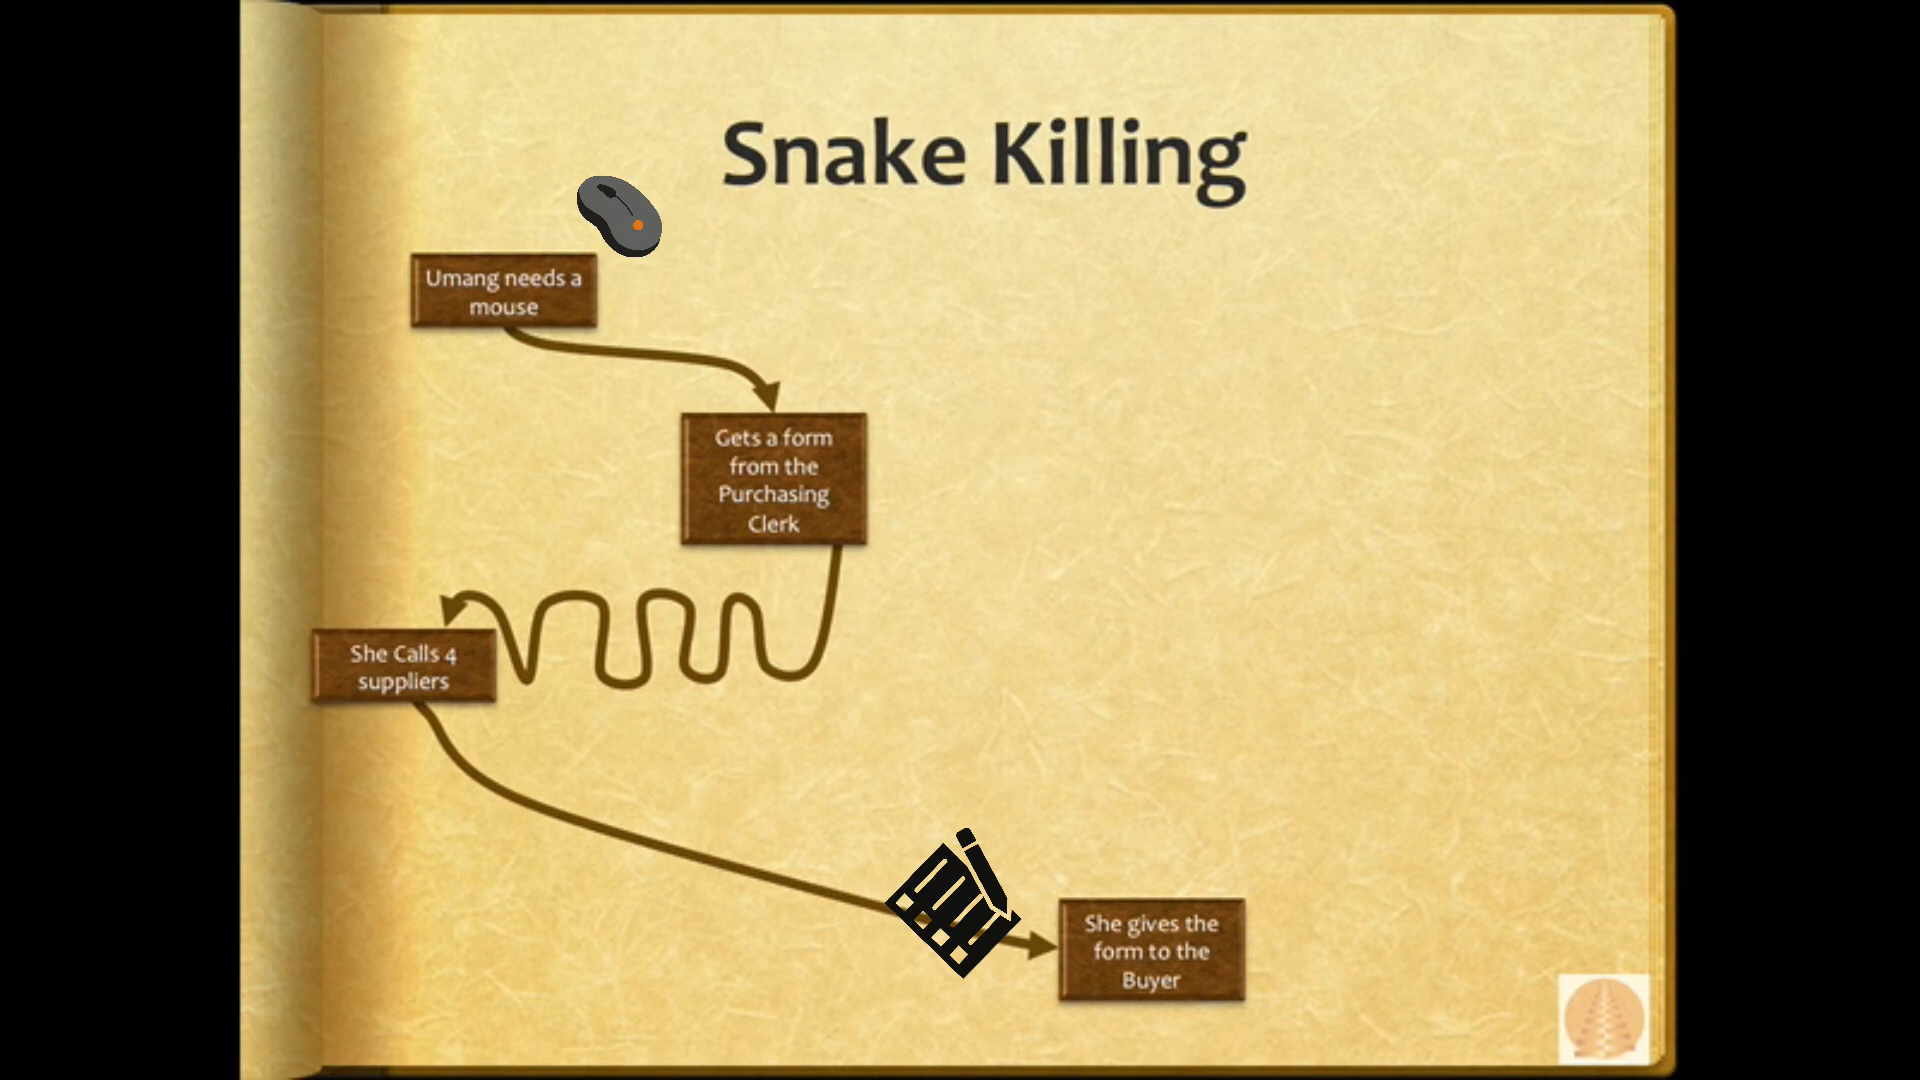 Snake Killing
Umang needs a
mouse
Gets a form
from the
Purchasing
Clerk
She Calls 4
suppliers
She gives the
form to the
Buyer